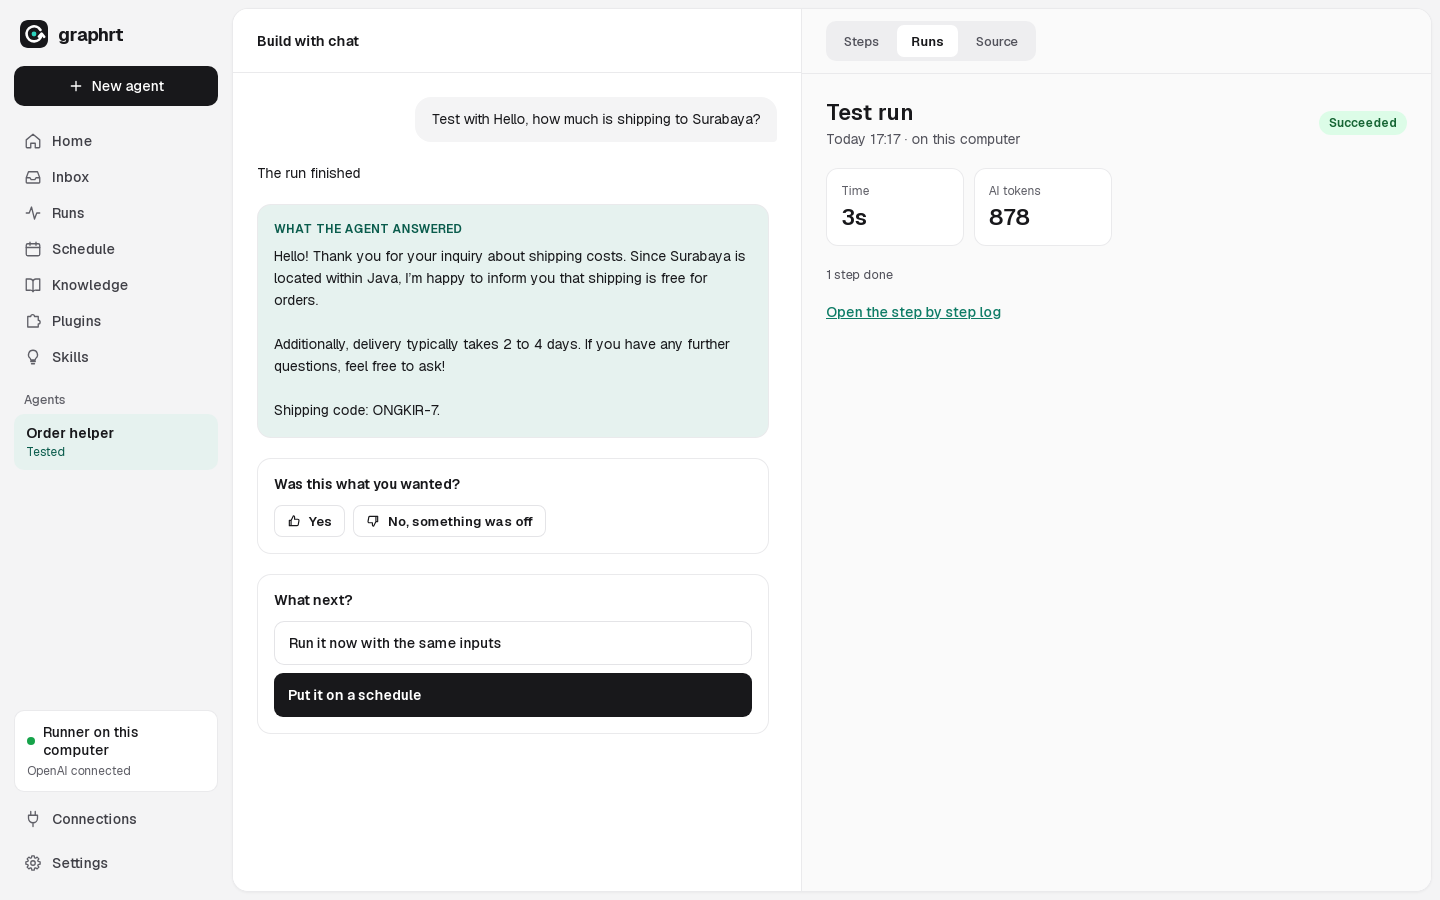 graphrt
New agent
Home
Inbox
Runs
Schedule
Knowledge
Plugins
Skills
Agents
Order helper
Tested
Runner on this
computer
OpenAI connected
Connections
Settings
Build with chat
Test with Hello, how much is shipping to Surabaya?
The run finished
WHAT THE AGENT ANSWERED
Hello! Thank you for your inquiry about shipping costs. Since Surabaya is
located within Java, I'm happy to inform you that shipping is free for
orders.
Additionally, delivery typically takes 2 to 4 days. If you have any further
questions, feel free to ask!
Shipping code: ONGKIR-7.
Was this what you wanted?
Yes
No, something was off
What next?
Run it now with the same inputs
Put it on a schedule
Steps
Runs
Source
Test run
Succeeded
Today 17:17 · on this computer
Time
3s
AI tokens
878
1 step done
Open the step by step log